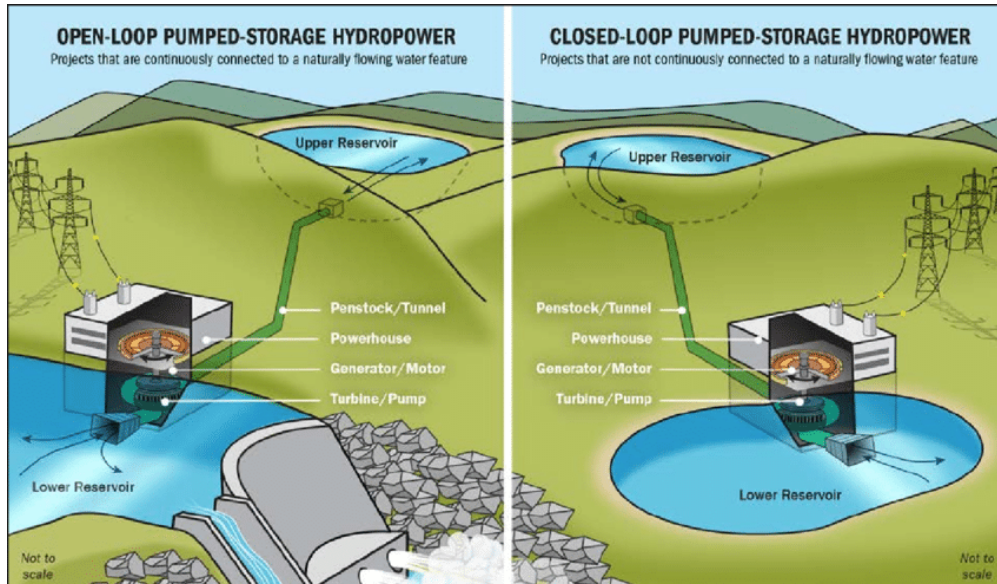 OPEN-LOOP PUMPED-STORAGE HYDROPOWER
Projects that are continuously connected to a naturally flowing water feature
Upper Reservoir
Penstock/Tunnel
Powerhouse
Generator/Motor
Turbine/Pump
Lower Reservoir
Not to
scale
CLOSED-LOOP PUMPED-STORAGE HYDROPOWER
Projects that are not continuously connected to a naturally flowing water feature
Upper Reservoir
Penstock/Tunnel
Powerhouse
Generator/Motor
Turbine/Pump
Lower Reservoir
Not to
scale